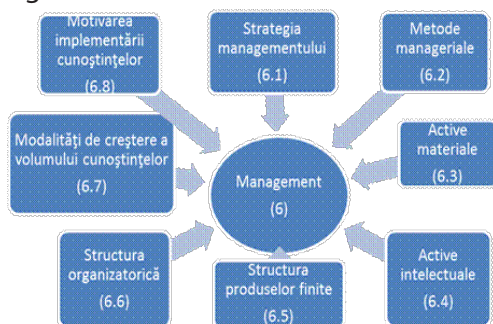 Motivarea
implementării
cunoştinţelor
(6.8)
Strategia
managementului
(6.1)
Metode
manageriale
(6.2)
Modalităţi de creştere a
volumului cunoştinţelor
(6.7)
Management
(6)
Active
materiale
(6.3)
Structura
organizatorică
(6.6)
Structura
produselor finite
(6.5)
Active
intelectuale
(6.4)